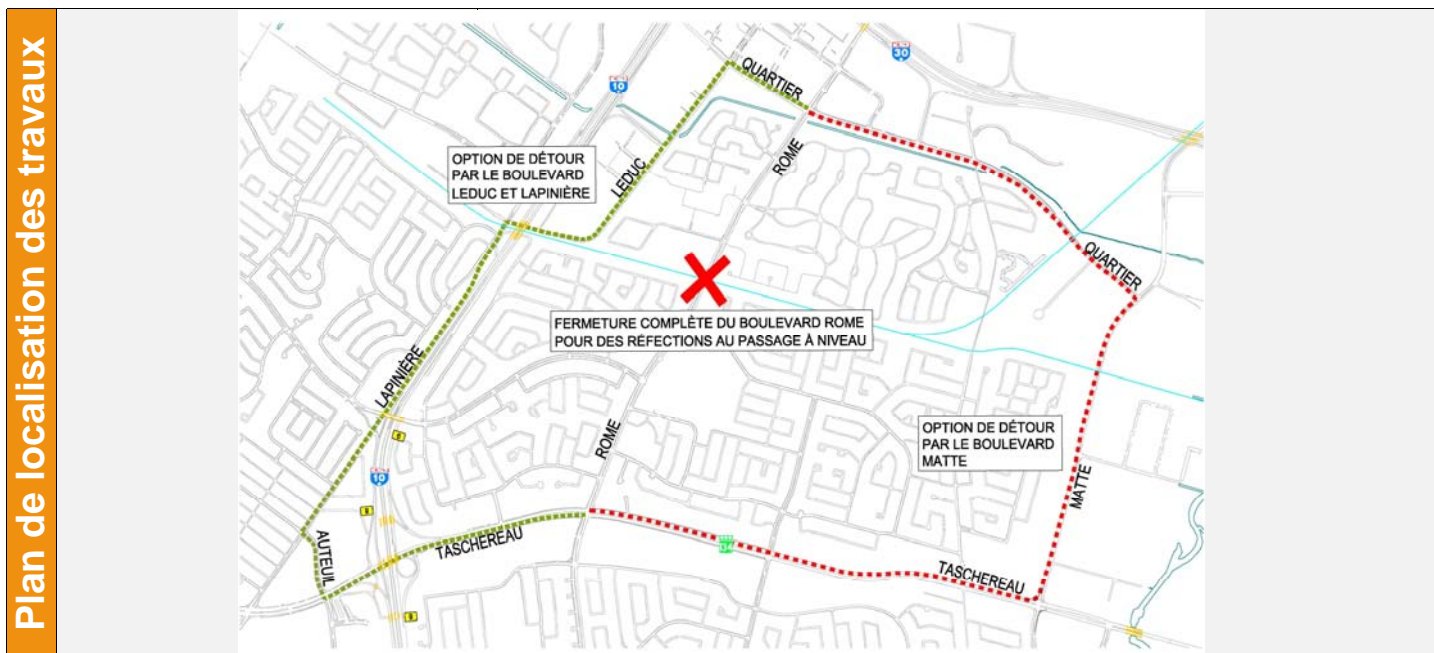 Plan de localisation des travaux
QUARTIER
30
10
OPTION DE DÉTOUR
PAR LE BOULEVARD
LEDUC ET LAPINIÈRE
LEDUC
ROME
QUARTIER
FERMETURE COMPLÈTE DU BOULEVARD ROME
POUR DES RÉFECTIONS AU PASSAGE À NIVEAU
LAPINIÈRE
ROME
OPTION DE DÉTOUR
PAR LE BOULEVARD
MATTE
MATTE
10
AUTEUIL
TASCHEREAU
TASCHEREAU